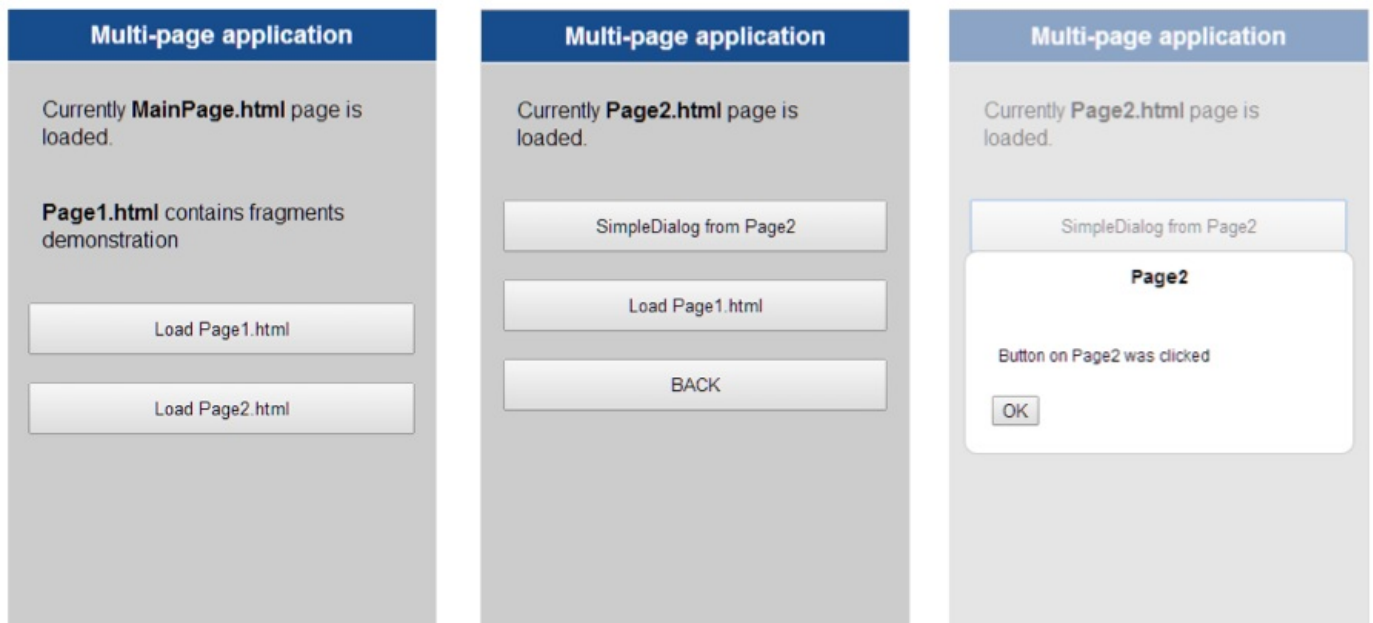 Multi-page application
Currently MainPage.html page is
loaded.
Page1.html contains fragments
demonstration
Load Page1.html
Load Page2.html
Multi-page application
Currently Page2.html page is
loaded.
SimpleDialog from Page2
Load Page1.html
BACK
Multi-page application
Currently Page2.html page is
loaded.
SimpleDialog from Page2
Page2
Button on Page2 was clicked
OK